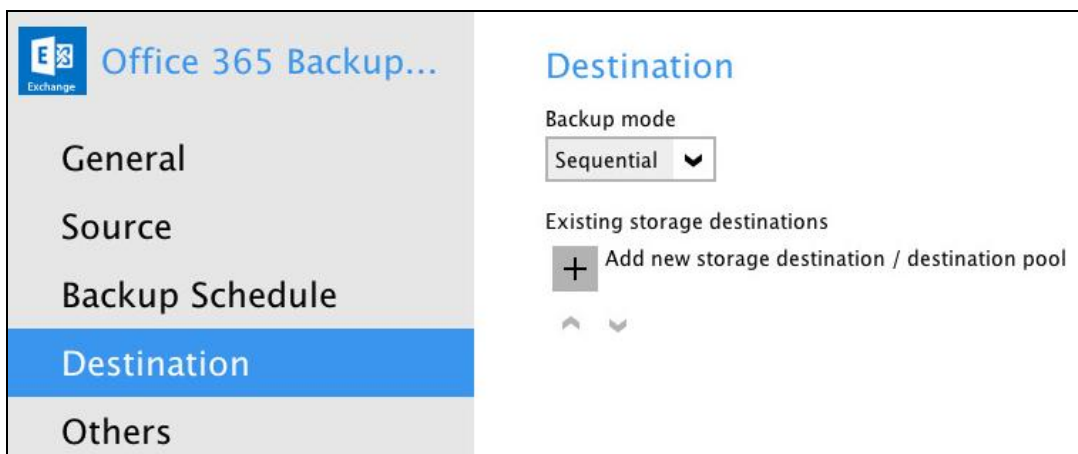 E
Exchange
Office 365 Backup...
General
Source
Backup Schedule
Destination
Others
Destination
Backup mode
Sequential
Existing storage destinations
+ Add new storage destination / destination pool